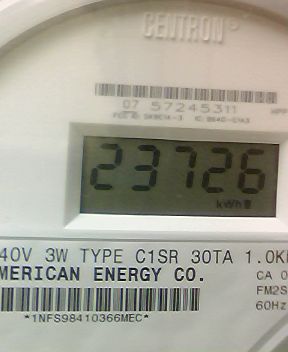 CENTRON®
07 57245311
23726
kWh
40V 3W TYPE C1SR 30TA 1.0K
MERICAN ENERGY CO.
CA 0
FM2S
60Hz
*1NFS98410366MEC*